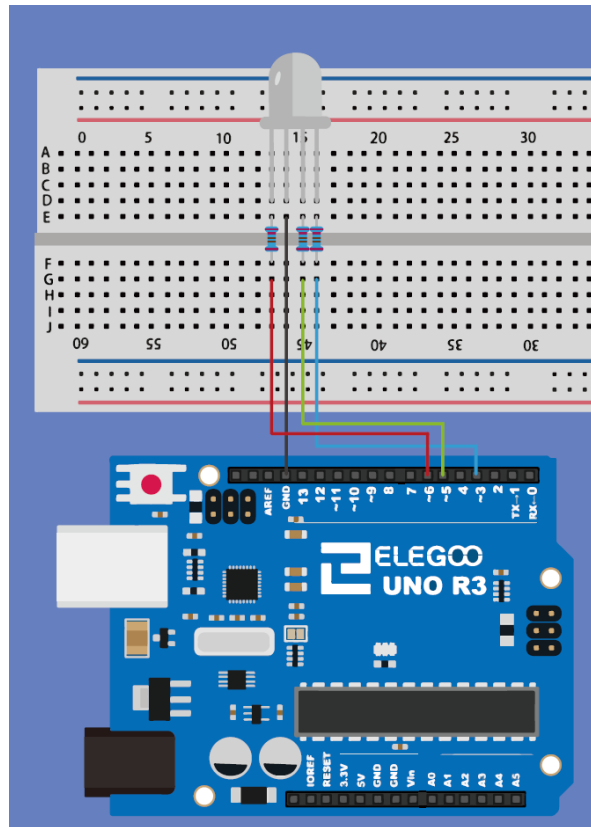 0 5 10 15 20 25 30
A
B
C
D
E
F
G
H
I
J
60 55 50 45 40 35 30
AREF
GND
13
12
~11
~10
~9
8
7
~6
~5
4
~3
2
TX→1
RX←0
ELEGOO
UNO R3
IOREF
RESET
3.3V
5V
GND
GND
Vin
A0
A1
A2
A3
A4
A5